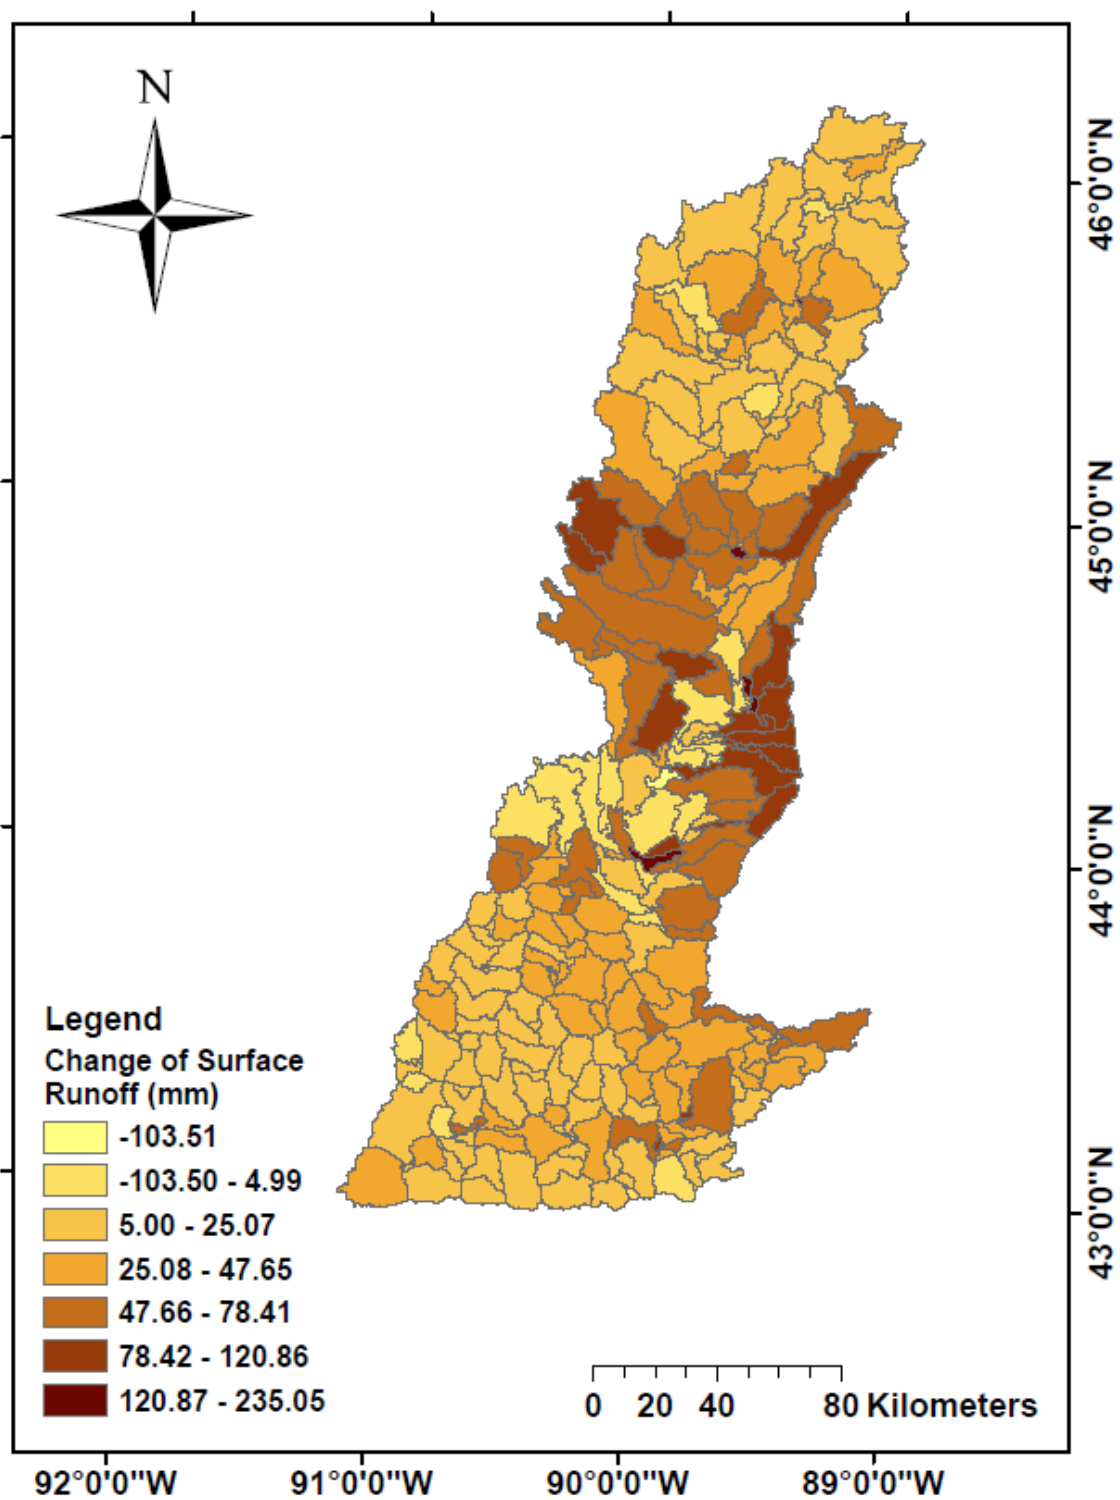 N
46°0'0"N
45°0'0"N
44°0'0"N
43°0'0"N
Legend
Change of Surface
Runoff (mm)
-103.51
-103.50 - 4.99
5.00 - 25.07
25.08 - 47.65
47.66 - 78.41
78.42 - 120.86
120.87 - 235.05
0 20 40 80 Kilometers
92°0'0"W 91°0'0"W 90°0'0"W 89°0'0"W